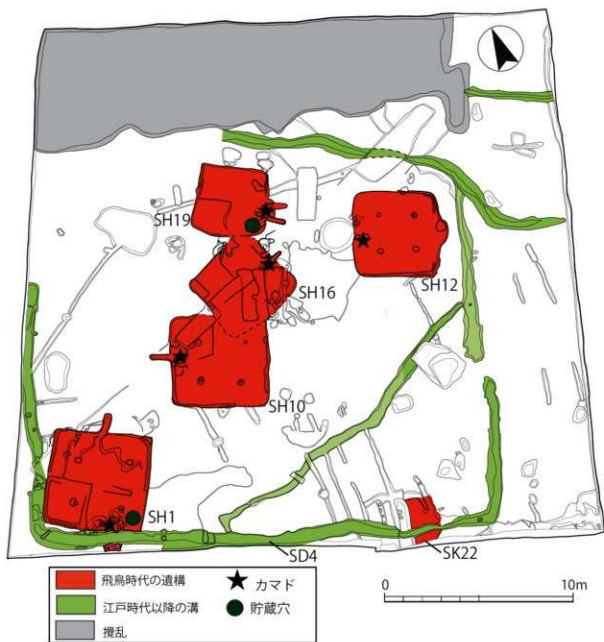 SH19
SH16
SH12
SH10
SH1
SD4
SK22
飛鳥時代の遺構
カマド
江戸時代以降の溝
貯蔵穴
攪乱
0
10m